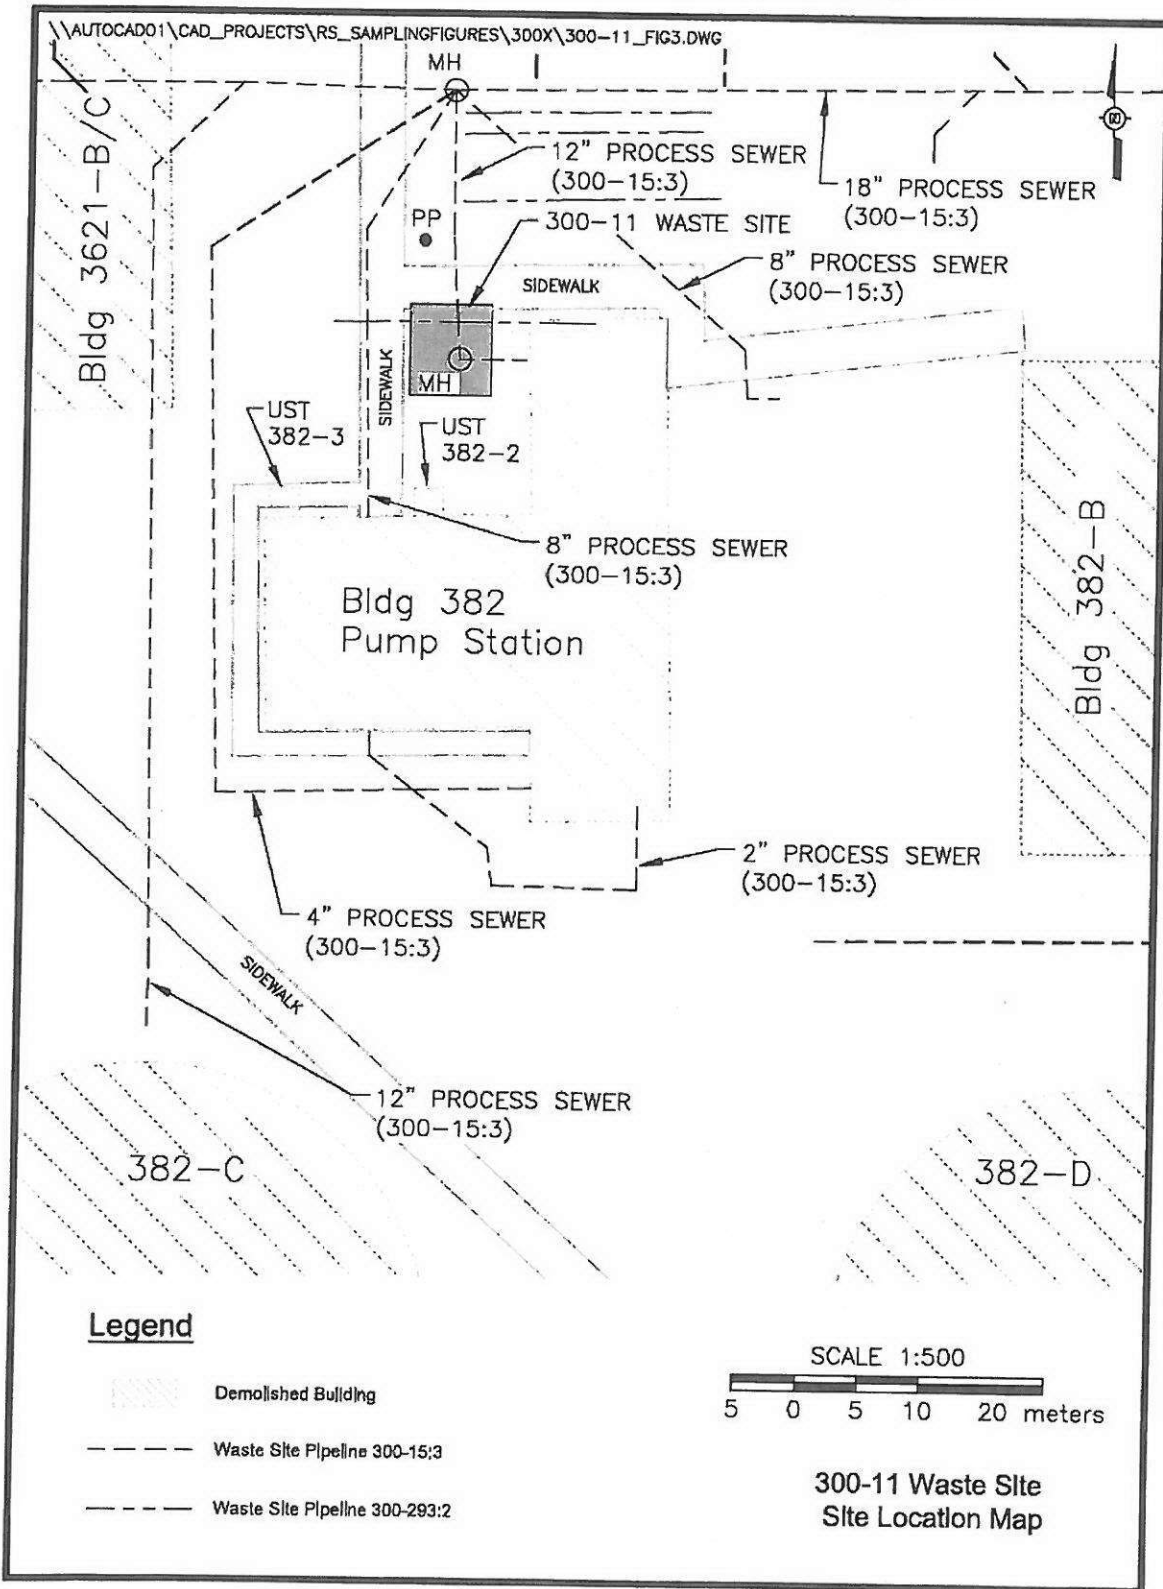 \\AUTOCAD01\CAD_PROJECTS\RS_SAMPLINGFIGURES\300X\300-11_FIG3.DWG
MH
Bldg 3621-B/C
12" PROCESS SEWER
(300-15:3)
18" PROCESS SEWER
(300-15:3)
PP
300-11 WASTE SITE
8" PROCESS SEWER
(300-15:3)
SIDEWALK
SIDEWALK
MH
UST
382-3
UST
382-2
8" PROCESS SEWER
(300-15:3)
Bldg 382
Pump Station
Bldg 382-B
2" PROCESS SEWER
(300-15:3)
4" PROCESS SEWER
(300-15:3)
SIDEWALK
12" PROCESS SEWER
(300-15:3)
382-C
382-D
Legend
Demolished Building
Waste Site Pipeline 300-15:3
Waste Site Pipeline 300-293:2
SCALE 1:500
5 0 5 10 20 meters
300-11 Waste Site
Site Location Map